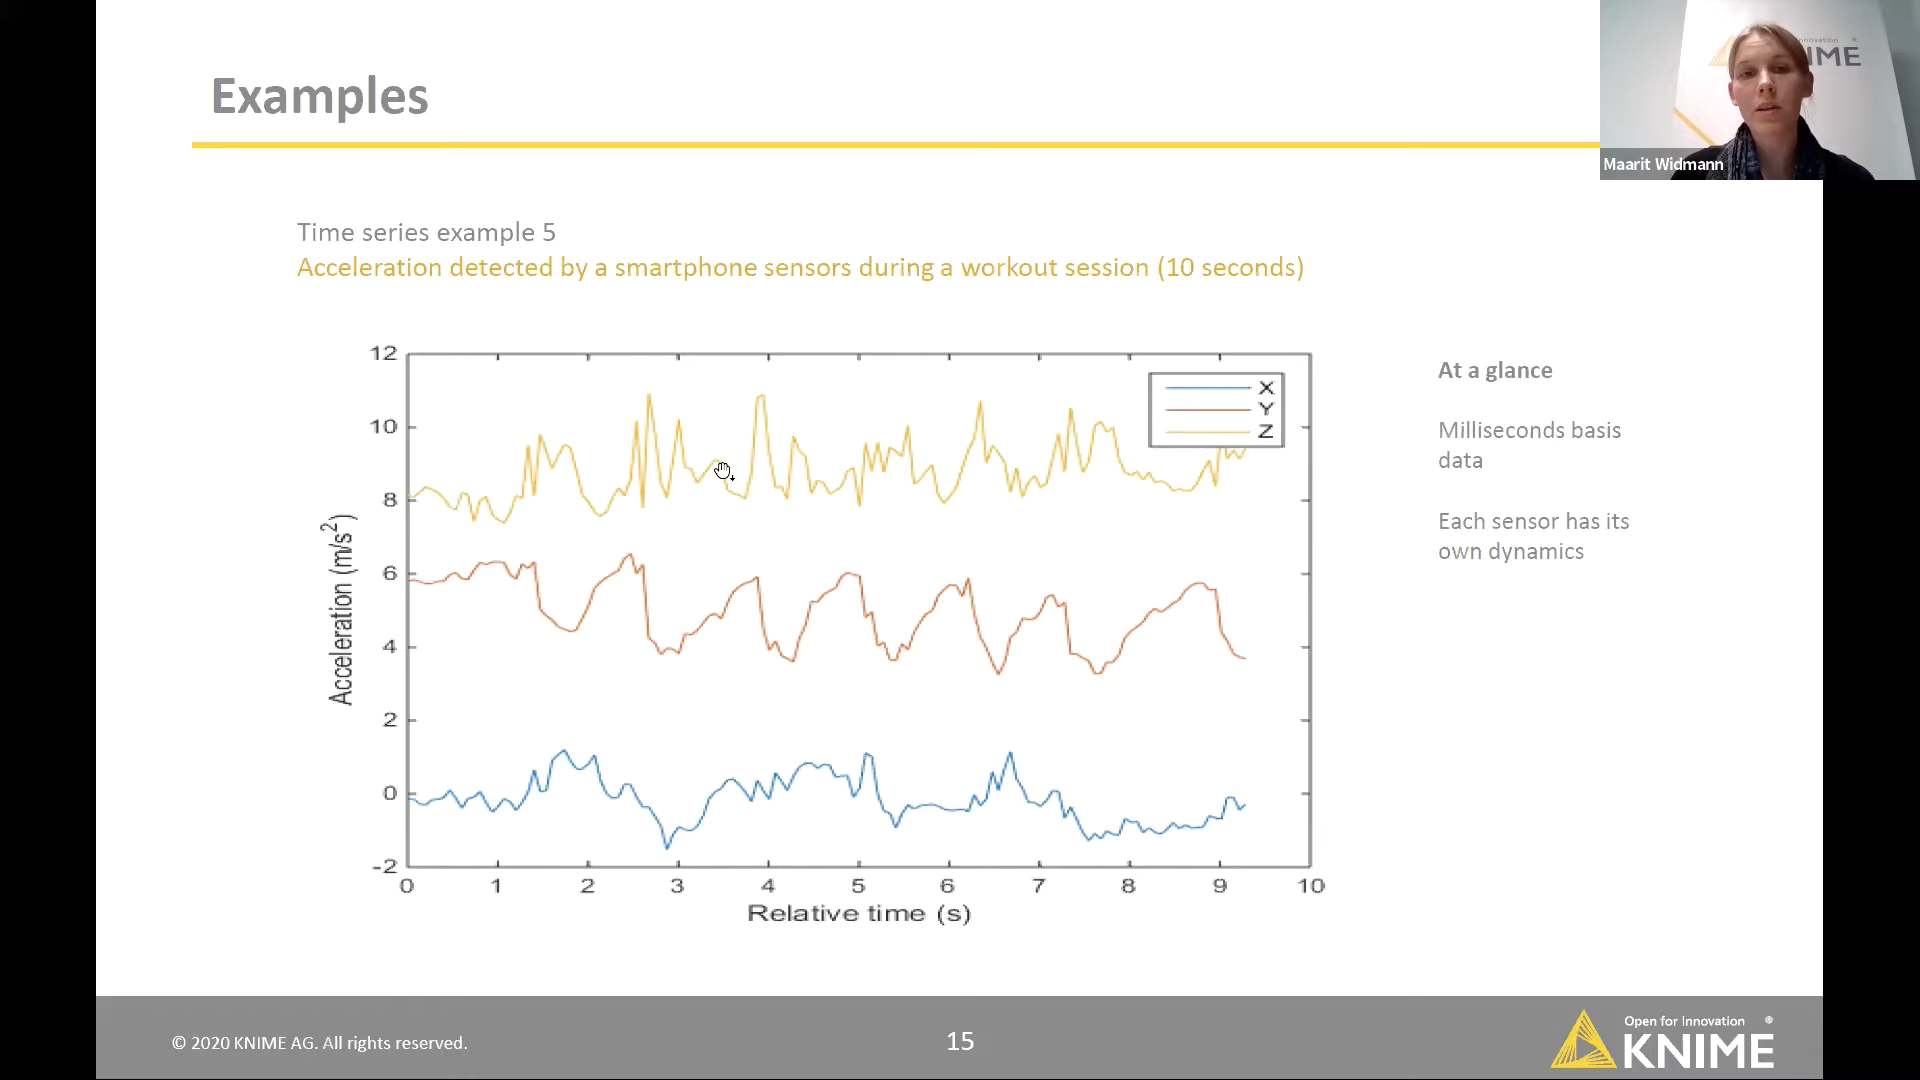 Examples
Innovation
NIME
Maarit Widmann
Time series example 5
Acceleration detected by a smartphone sensors during a workout session (10 seconds)
12
10
8
6
4
2
0
-2
Acceleration (m/s²)
X
Y
Z
0 1 2 3 4 5 6 7 8 9 10
Relative time (s)
At a glance
Milliseconds basis
data
Each sensor has its
own dynamics
© 2020 KNIME AG. All rights reserved.
15
Open for Innovation ®
KNIME